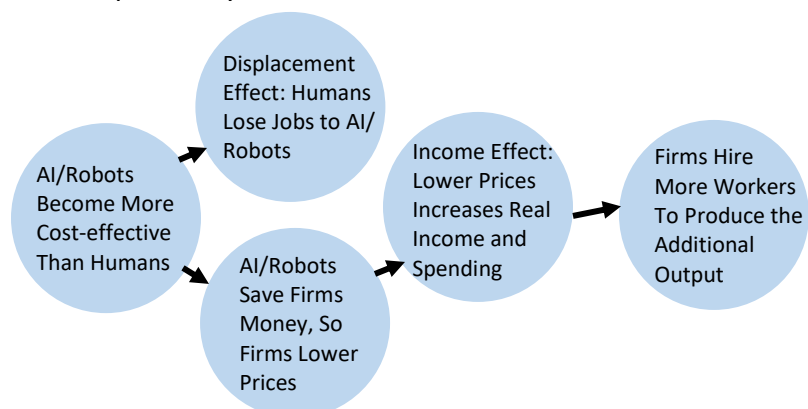 Displacement
Effect: Humans
Lose Jobs to AI/
Robots
AI/Robots
Become More
Cost-effective
Than Humans
AI/Robots
Save Firms
Money, So
Firms Lower
Prices
Income Effect:
Lower Prices
Increases Real
Income and
Spending
Firms Hire
More Workers
To Produce the
Additional
Output